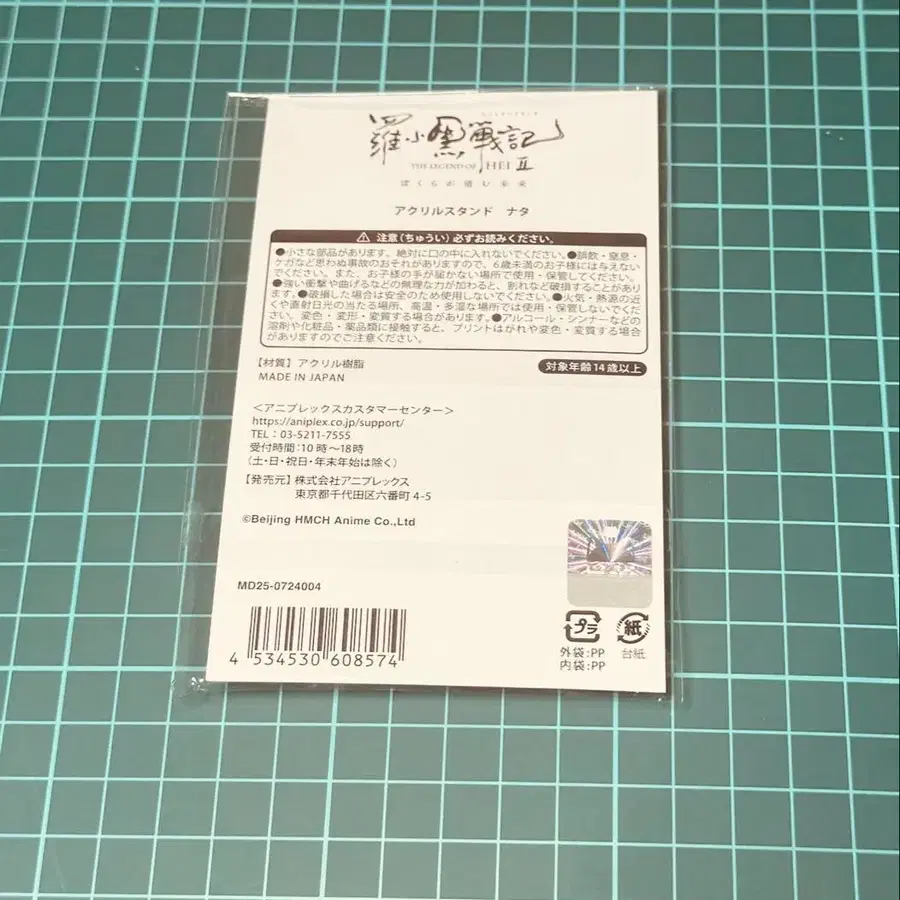 羅小黒戦記
THE LEGEND OF HEI II
ぼくらが望む未来
アクリルスタンド ナタ
注意(ちゅうい)必ずお読みください。
●小さな部品があります。絶対に口の中に入れないでください。●誤飲・窒息・
ケガなど思わぬ事故のおそれがありますので、6歳未満のお子様には与えない
でください。また、お子様の手が届かない場所で使用・保管してください。
●強い衝撃や曲げるなどの無理な力が加わると、割れなど破損することがあり
ます。●破損した場合は安全のため使用しないでください。●火気・熱源の近
くや直射日光の当たる場所、高温・多湿な場所では使用・保管しないでくださ
い。変色・変形・変質する場合があります。●アルコール・シンナーなどの
溶剤や化粧品・薬品類に接触すると、プリントはがれや変色・変質する場合
がありますのでご注意ください。
【材質】アクリル樹脂
対象年齢14歳以上
MADE IN JAPAN
＜アニプレックスカスタマーセンター＞
https://aniplex.co.jp/support/
TEL：03-5211-7555
受付時間：10時～18時
(土・日・祝日・年末年始は除く)
【発売元】株式会社アニプレックス
東京都千代田区六番町 4-5
©Beijing HMCH Anime Co.,Ltd
MD25-0724004
4 534530 608574
プラ
紙
外袋:PP
台紙
内袋:PP